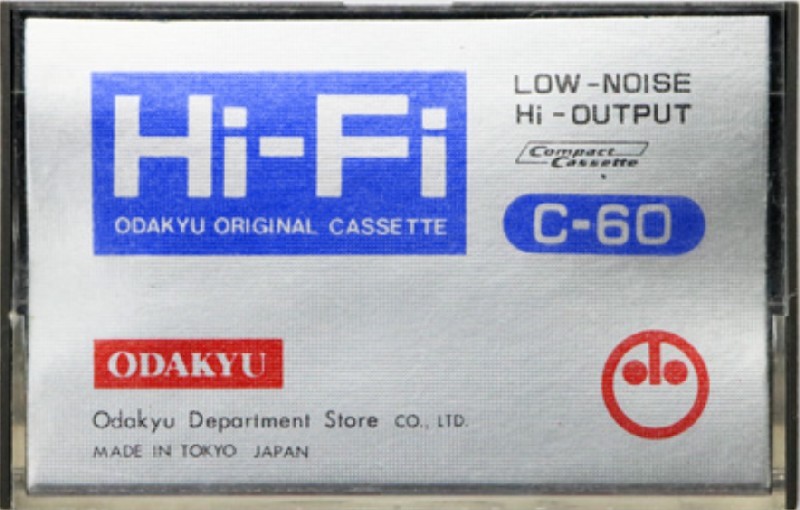 Hi-Fi
ODAKYU ORIGINAL CASSETTE
LOW-NOISE
Hi-OUTPUT
Compact
Cassette
C-60
ODAKYU
Odakyu Department Store CO., LTD.
MADE IN TOKYO JAPAN